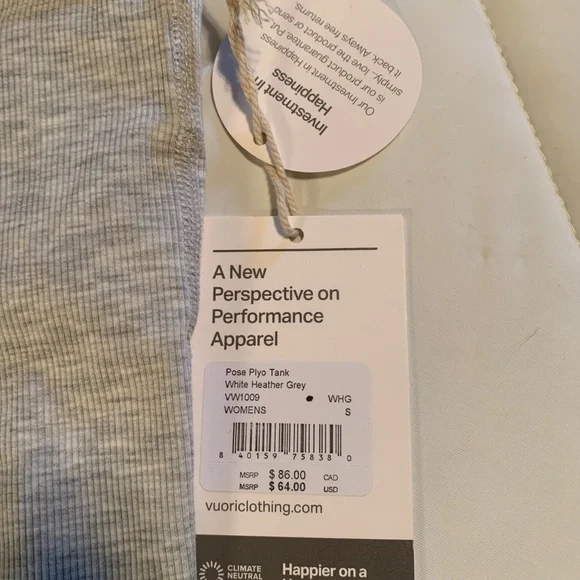 Investment In
Happiness
Our Investment in Happiness
is our product guarantee. Put
simply... love the product or send
it back. Always free returns
A New
Perspective on
Performance
Apparel
Pose Plyo Tank
White Heather Grey
VW1009 WHG
WOMENS S
8 40159 75838 0
MSRP $ 86.00 CAD
MSRP $ 64.00 USD
vuoriclothing.com
CLIMATE
NEUTRAL
Happier on a